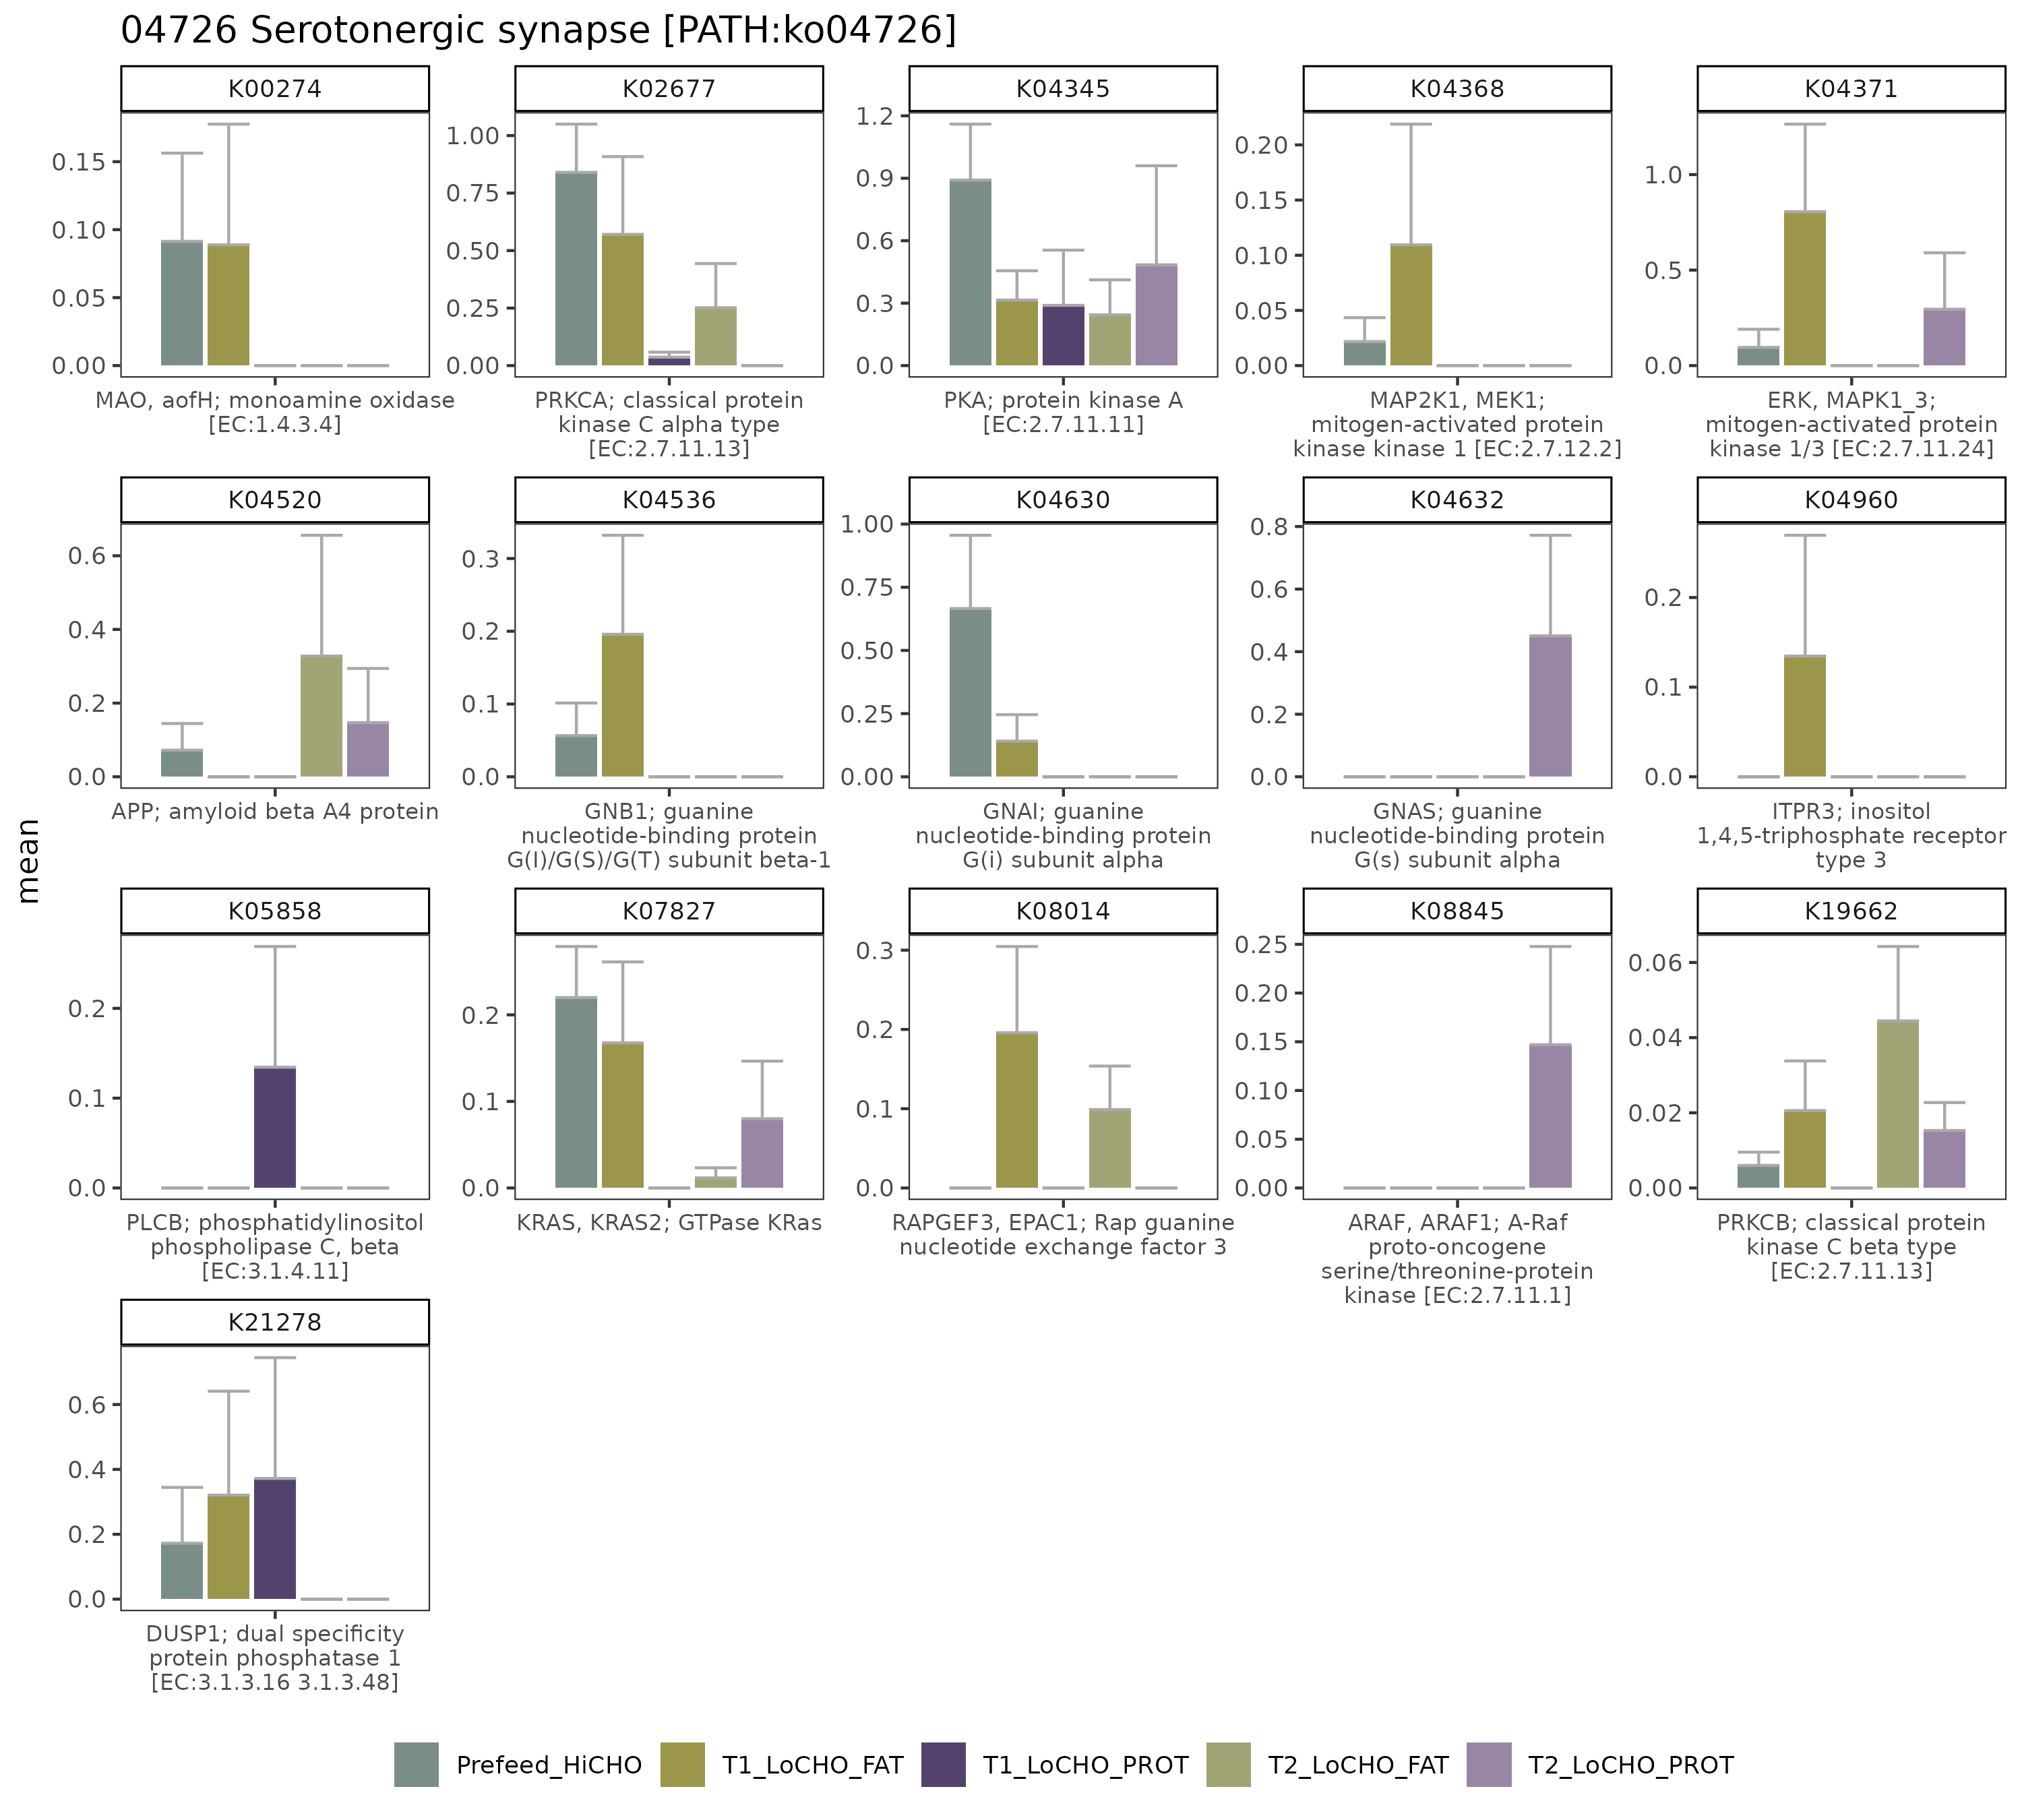 04726 Serotonergic synapse [PATH:ko04726]
K00274
K02677
K04345
K04368
K04371
0.15
0.10
0.05
0.00
1.00
0.75
0.50
0.25
0.00
1.2
0.9
0.6
0.3
0.0
0.20
0.15
0.10
0.05
0.00
1.0
0.5
0.0
MAO, aofH; monoamine oxidase
[EC:1.4.3.4]
PRKCA; classical protein
kinase C alpha type
[EC:2.7.11.13]
PKA; protein kinase A
[EC:2.7.11.11]
MAP2K1, MEK1;
mitogen-activated protein
kinase kinase 1 [EC:2.7.12.2]
ERK, MAPK1_3;
mitogen-activated protein
kinase 1/3 [EC:2.7.11.24]
K04520
K04536
K04630
K04632
K04960
0.6
0.4
0.2
0.0
0.3
0.2
0.1
0.0
1.00
0.75
0.50
0.25
0.00
0.8
0.6
0.4
0.2
0.0
0.2
0.1
0.0
APP; amyloid beta A4 protein
GNB1; guanine
nucleotide-binding protein
G(I)/G(S)/G(T) subunit beta-1
GNAI; guanine
nucleotide-binding protein
G(i) subunit alpha
GNAS; guanine
nucleotide-binding protein
G(s) subunit alpha
ITPR3; inositol
1,4,5-triphosphate receptor
type 3
mean
K05858
K07827
K08014
K08845
K19662
0.2
0.1
0.0
0.2
0.1
0.0
0.3
0.2
0.1
0.0
0.25
0.20
0.15
0.10
0.05
0.00
0.06
0.04
0.02
0.00
PLCB; phosphatidylinositol
phospholipase C, beta
[EC:3.1.4.11]
KRAS, KRAS2; GTPase KRas
RAPGEF3, EPAC1; Rap guanine
nucleotide exchange factor 3
ARAF, ARAF1; A-Raf
proto-oncogene
serine/threonine-protein
kinase [EC:2.7.11.1]
PRKCB; classical protein
kinase C beta type
[EC:2.7.11.13]
K21278
0.6
0.4
0.2
0.0
DUSP1; dual specificity
protein phosphatase 1
[EC:3.1.3.16 3.1.3.48]
Prefeed_HiCHO
T1_LoCHO_FAT
T1_LoCHO_PROT
T2_LoCHO_FAT
T2_LoCHO_PROT